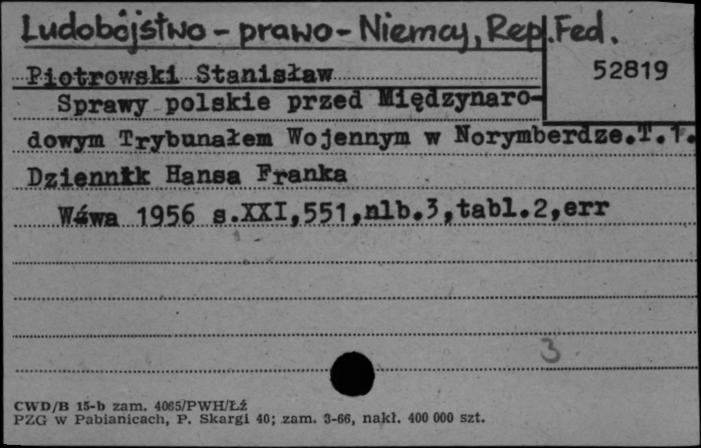 Ludobójstwo - prawo - Niemcy, Rep. Fed.
52819
Piotrowski Stanisław
Sprawy polskie przed Międzynaro-
dowym Trybunałem Wojennym w Norymberdze.T.1.
Dziennik Hansa Franka
Wáwa 1956 s.XXI,551,nlb.3,tabl.2,err
3
CWD/B 15-b zam. 4065/PWH/Łź
PZG w Pabianicach, P. Skargi 40; zam. 3-66, nakł. 400 000 szt.